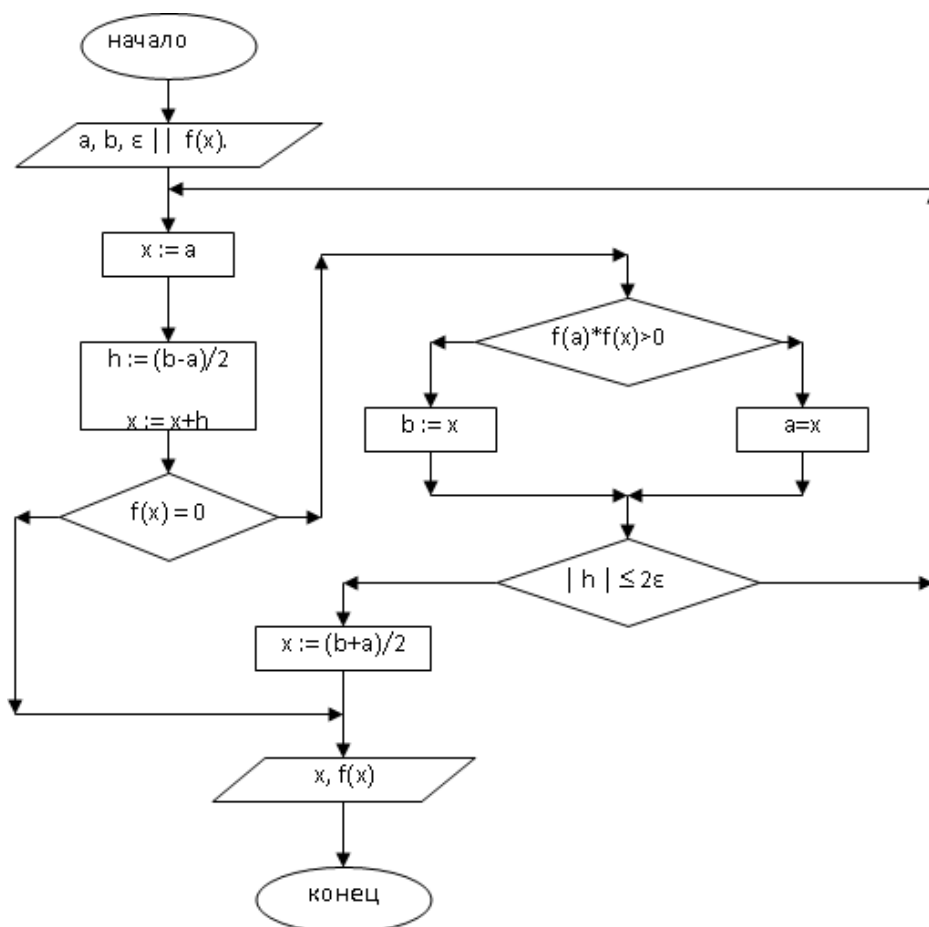 начало
a, b, ε || f(x).
x := a
h := (b-a)/2
x := x+h
f(x) = 0
f(a)*f(x)>0
b := x
a=x
| h | ≤ 2ε
x := (b+a)/2
x, f(x)
конец